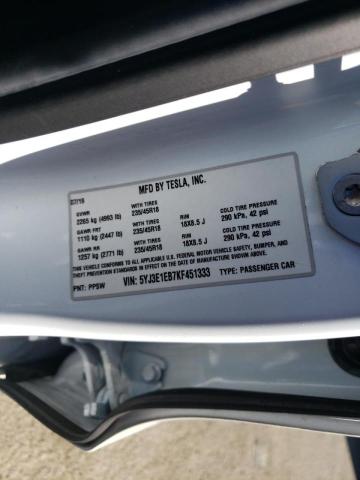 MFD BY TESLA, INC.
GVWR WITH TIRES RIM COLD TIRE PRESSURE
2265 kg (4993 lb) 235/45R18 18X8.5 J 290 kPa, 42 psi
GAWR FRT WITH TIRES RIM COLD TIRE PRESSURE
1110 kg (2447 lb) 235/45R18 18X8.5 J 290 kPa, 42 psi
GAWR RR WITH TIRES
1257 kg (2771 lb) 235/45R18
THIS VEHICLE CONFORMS TO ALL APPLICABLE U.S. FEDERAL MOTOR VEHICLE SAFETY, BUMPER, AND
THEFT PREVENTION STANDARDS IN EFFECT ON THE DATE OF MANUFACTURE SHOWN ABOVE.
VIN: 5YJ3E1EB7KF451333 TYPE: PASSENGER CAR
PNT: PPSW